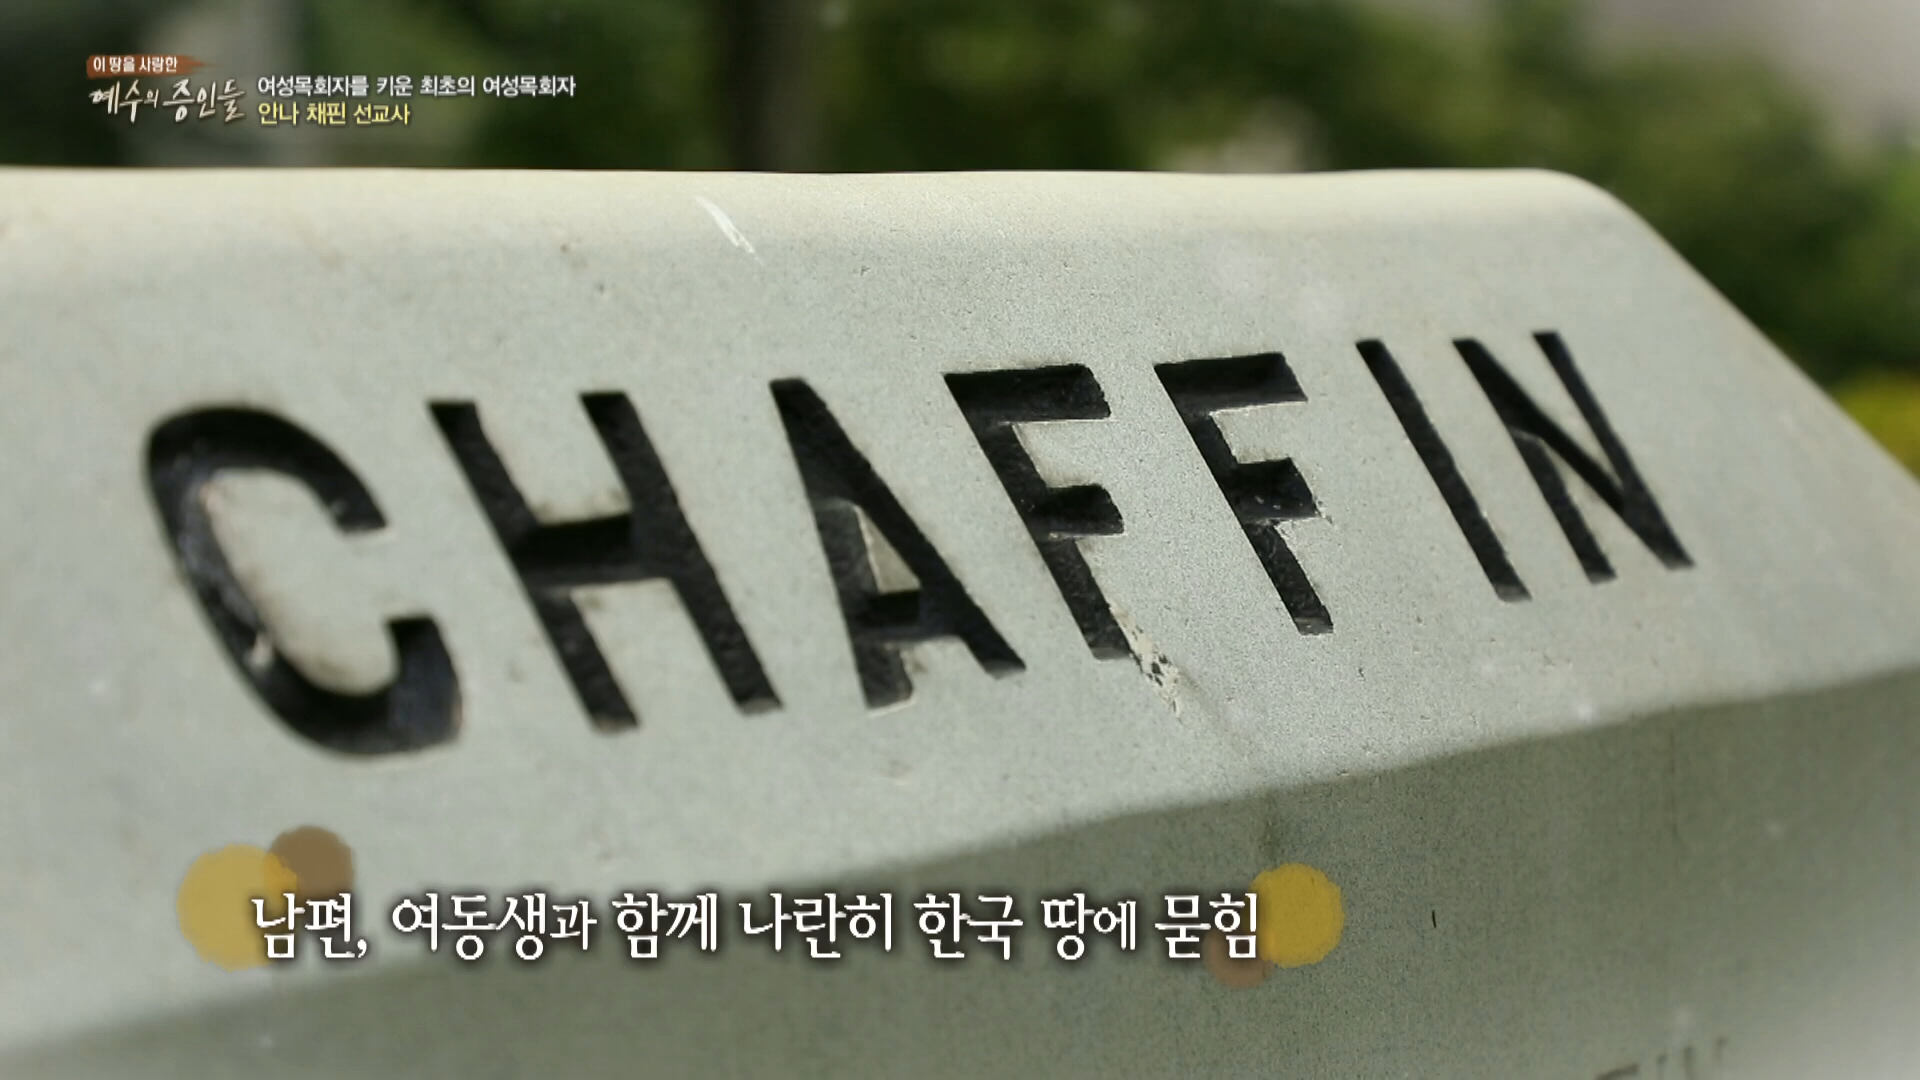 이 땅을 사랑한
예수의 증인들
여성목회자를 키운 최초의 여성목회자
안나 채핀 선교사
CHAFFIN
남편, 여동생과 함께 나란히 한국 땅에 묻힘